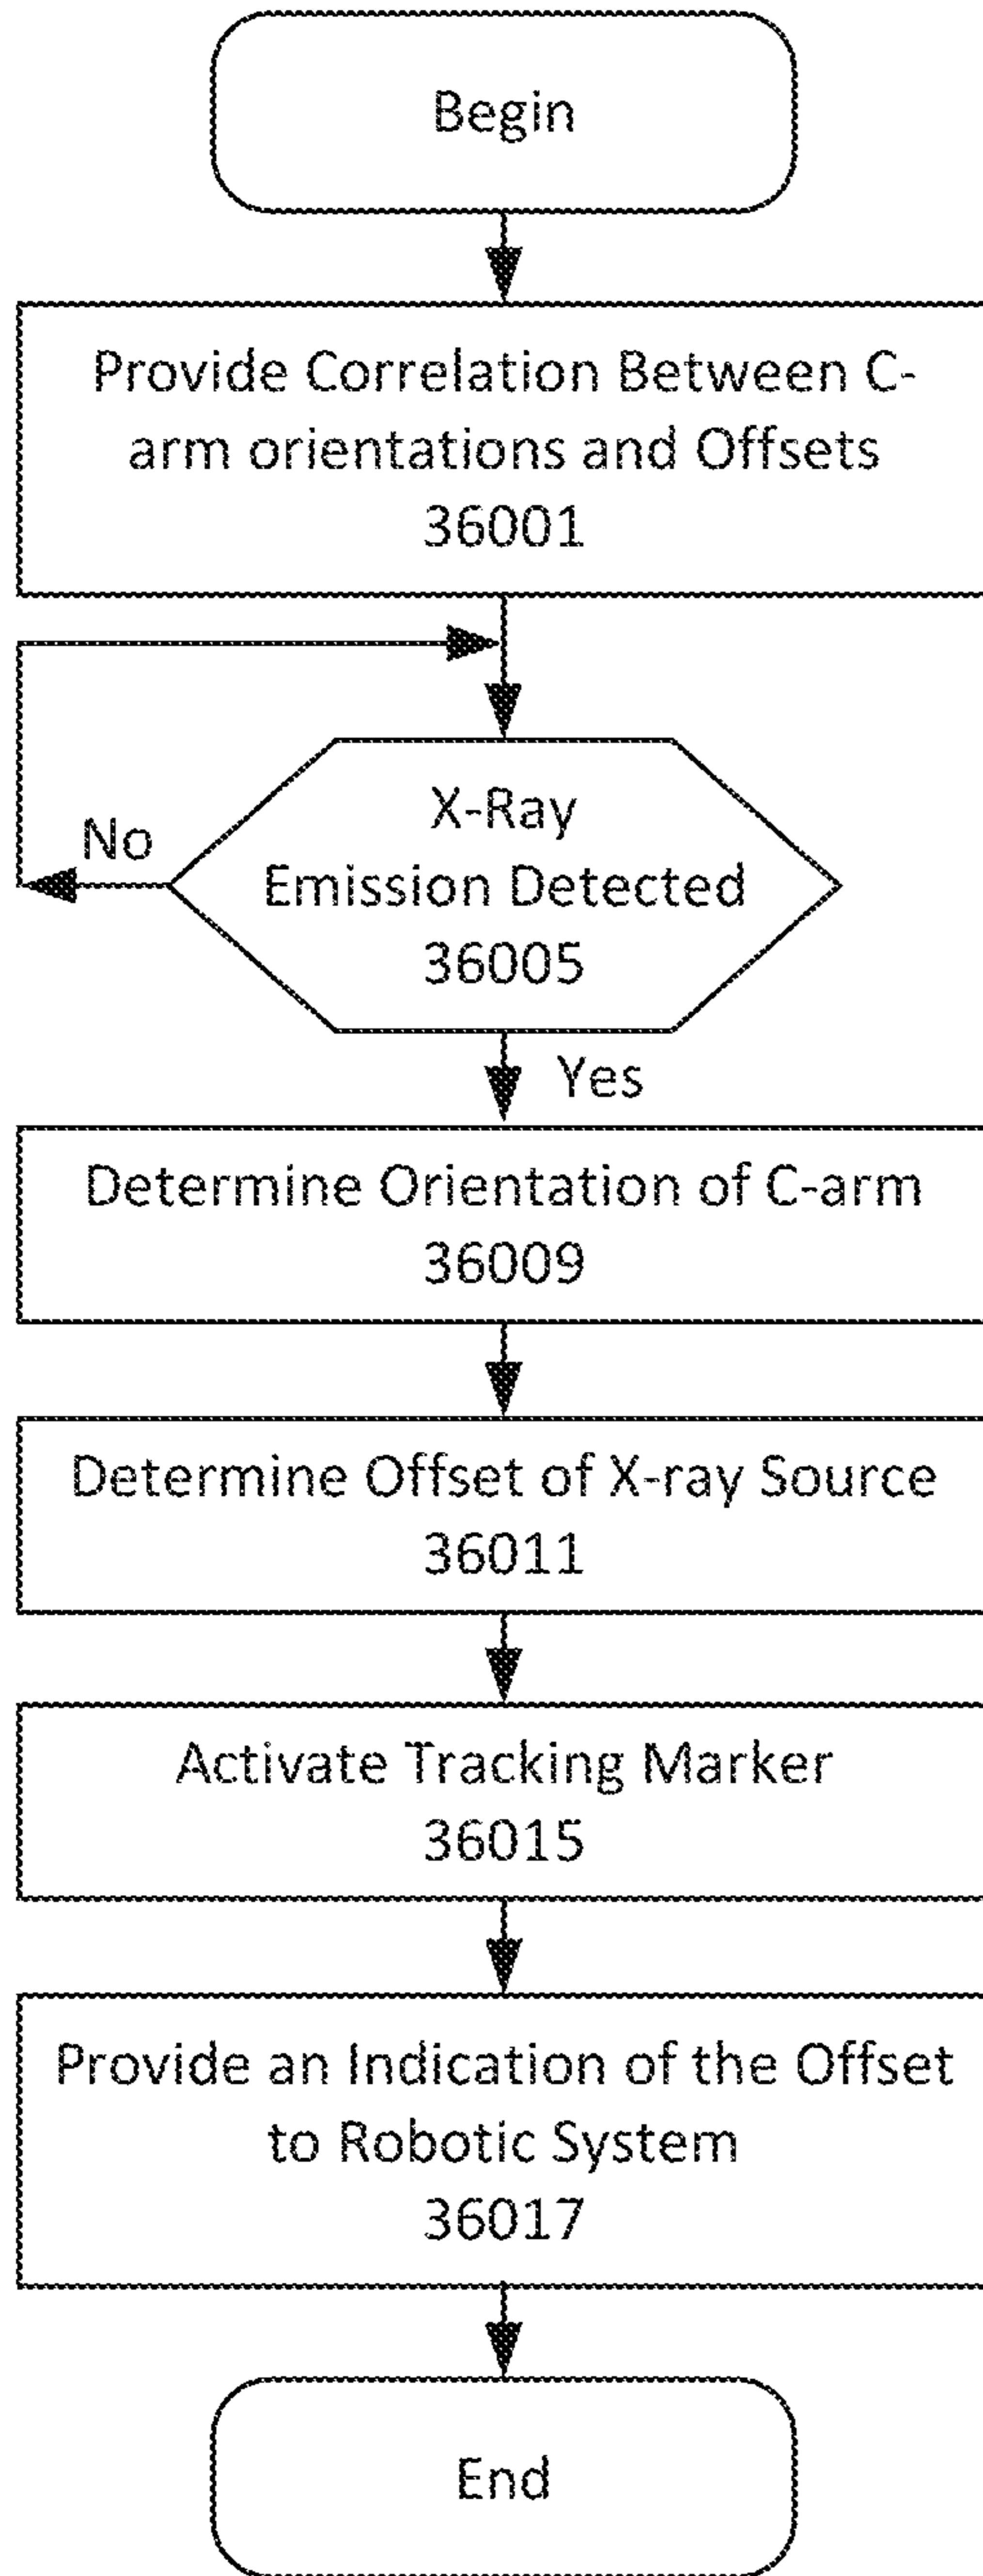 Begin
Provide Correlation Between C-
arm orientations and Offsets
36001
No
X-Ray
Emission Detected
36005
Yes
Determine Orientation of C-arm
36009
Determine Offset of X-ray Source
36011
Activate Tracking Marker
36015
Provide an Indication of the Offset
to Robotic System
36017
End